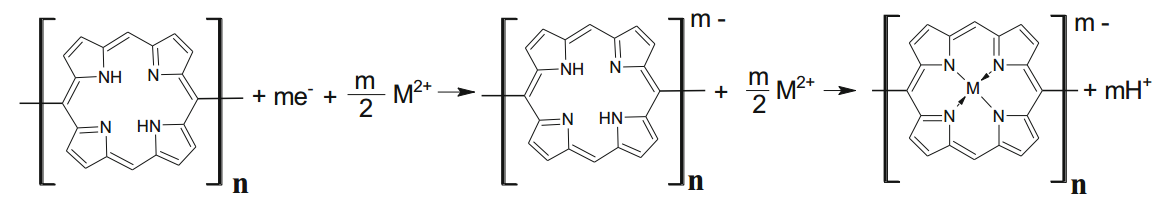 NH N N HN n + me⁻ + m/2 M²⁺
NH N N HN n m - + m/2 M²⁺
N N M N N n m - + mH⁺